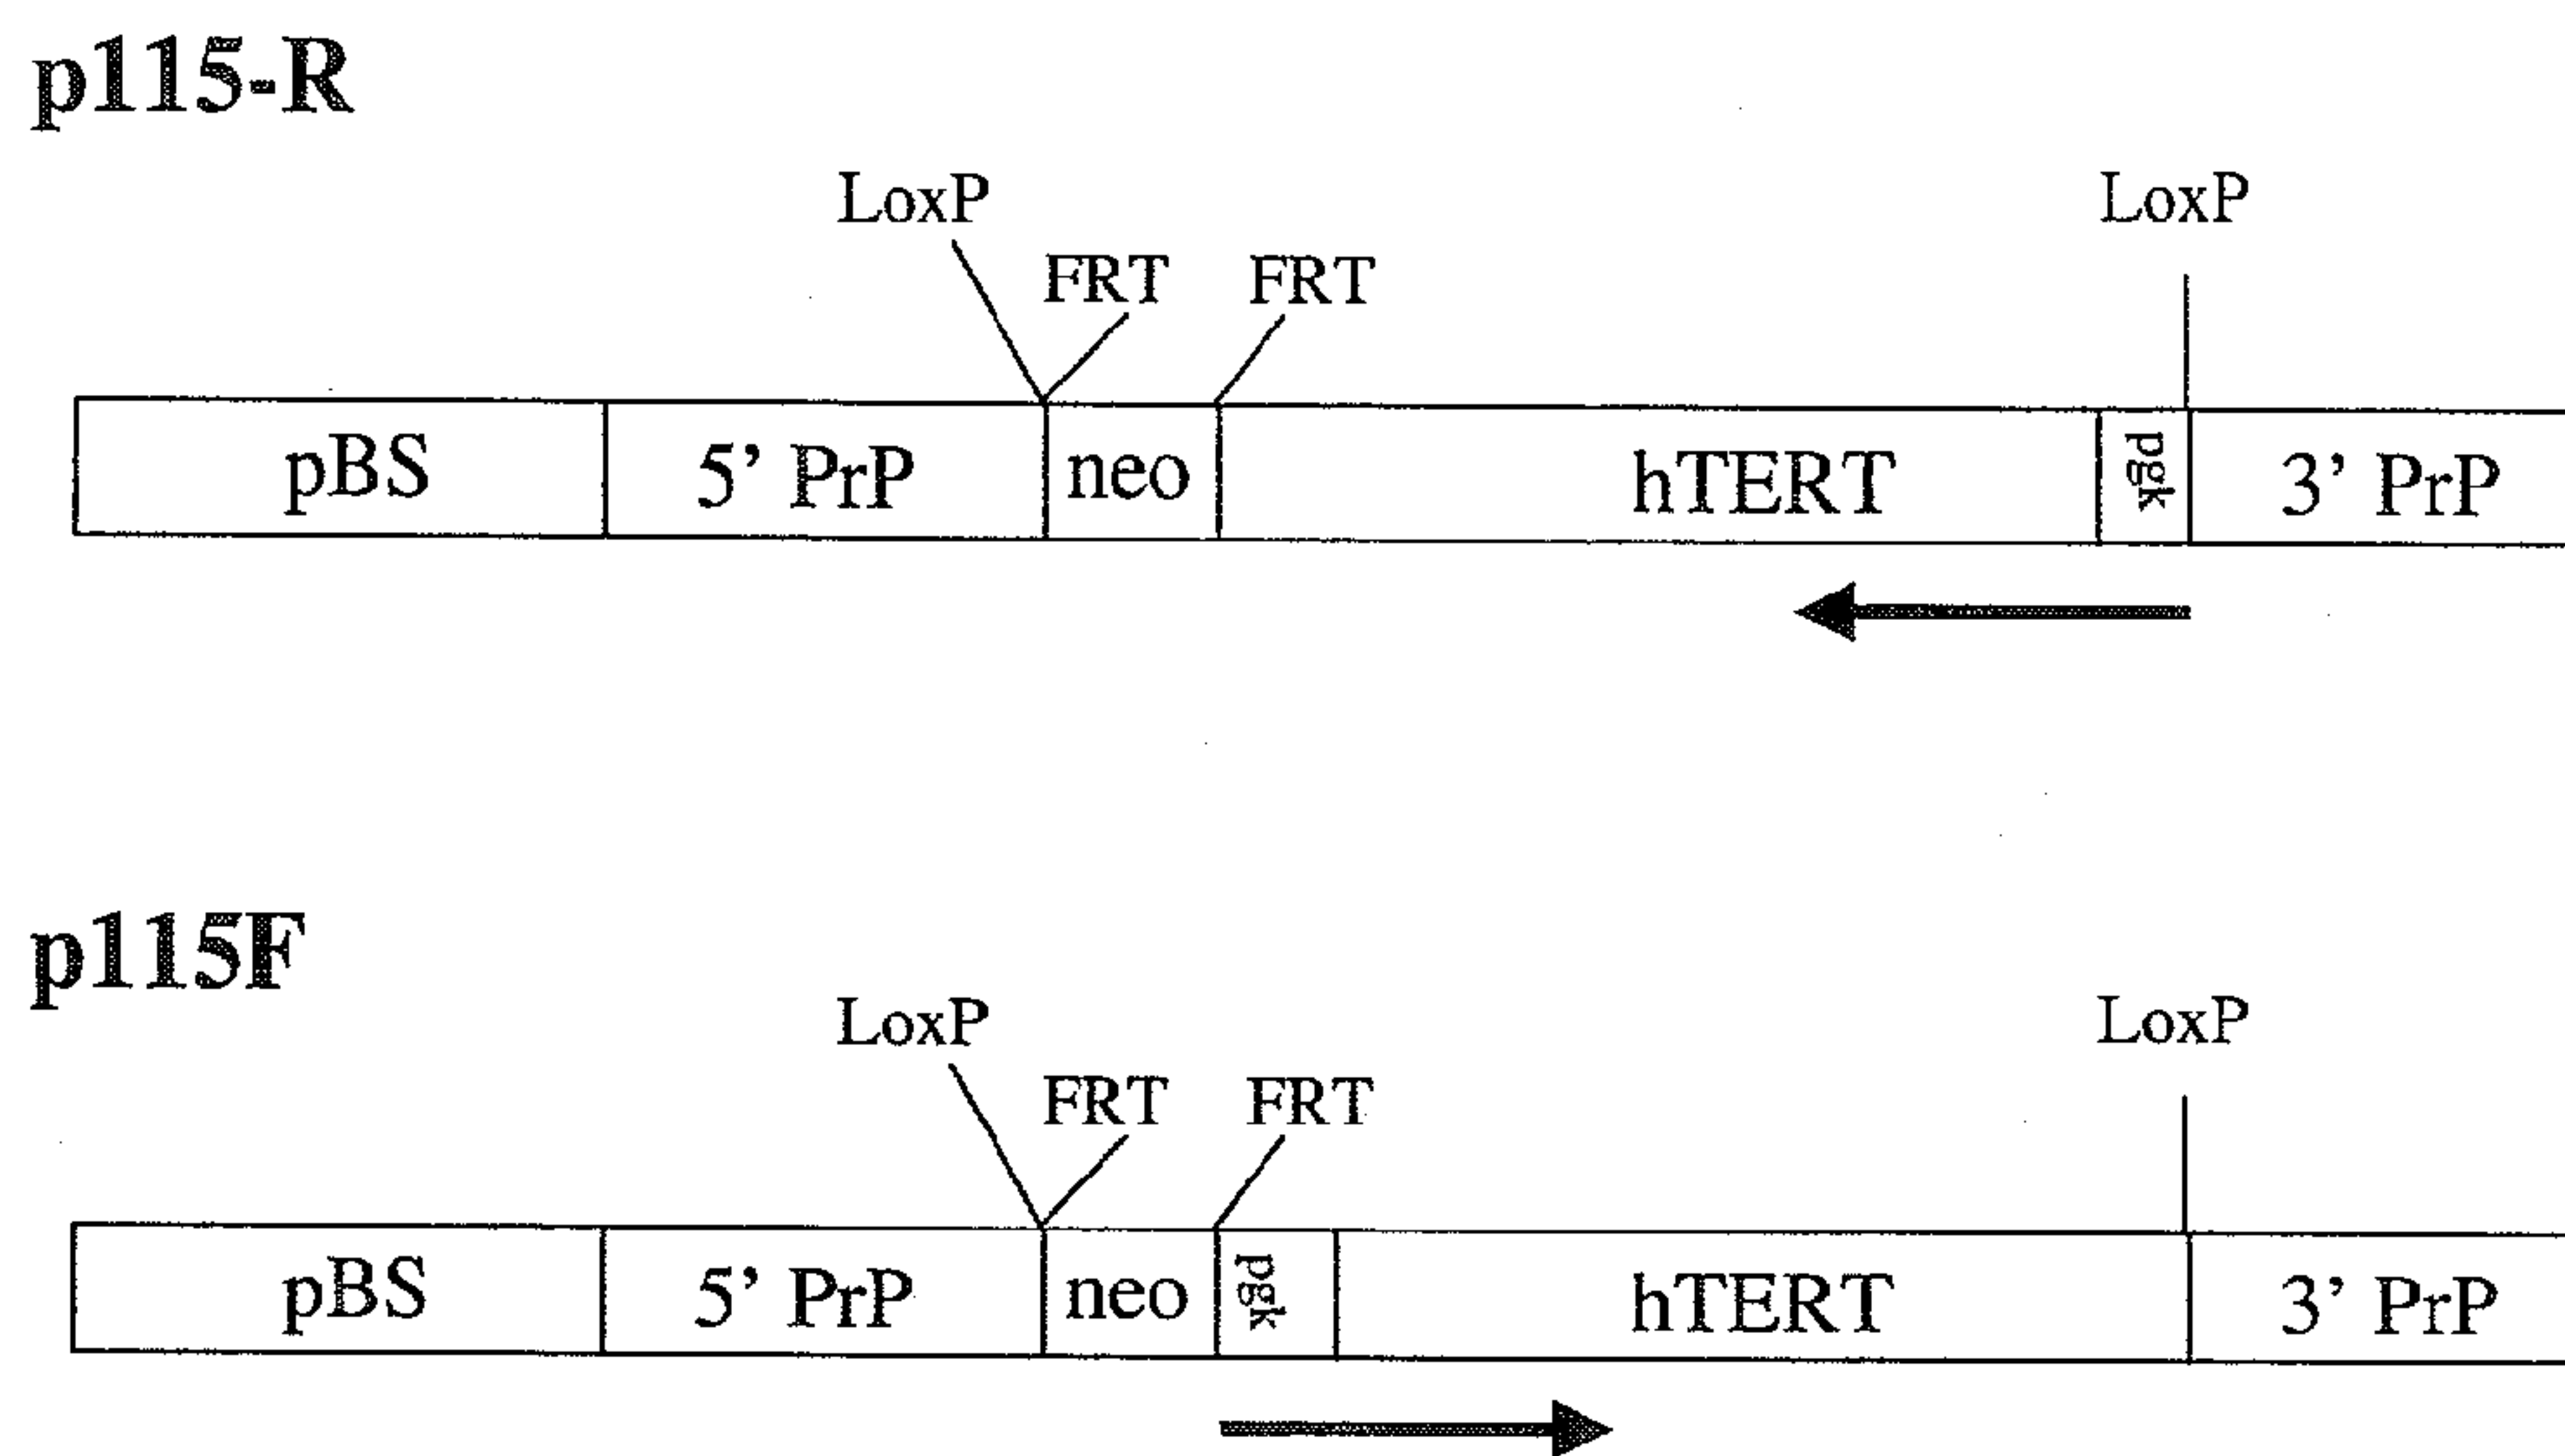 p115-R
LoxP LoxP
FRT FRT
pBS 5’ PrP neo hTERT pgk 3’ PrP
p115F
LoxP LoxP
FRT FRT
pBS 5’ PrP neo pgk hTERT 3’ PrP